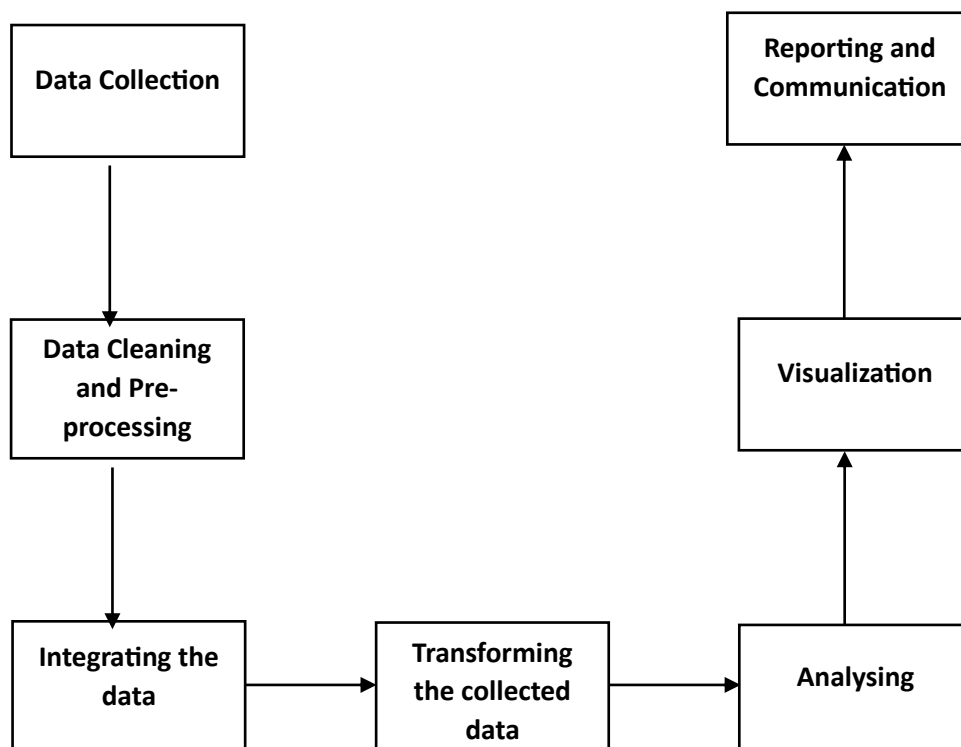 Data Collection
Data Cleaning
and Pre-
processing
Integrating the
data
Transforming
the collected
data
Analysing
Visualization
Reporting and
Communication